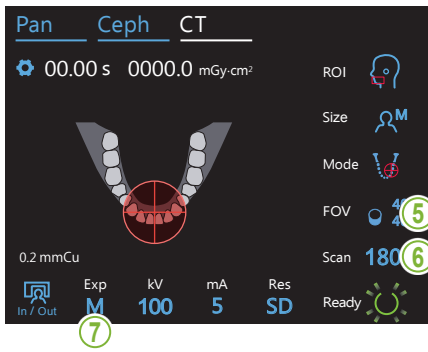 Pan Ceph CT
00.00 s 0000.0 mGy·cm²
ROI
Size M
Mode
FOV 4 4 ⑤
0.2 mmCu
Scan 180 ⑥
Exp kV mA Res
In / Out M 100 5 SD
Ready
⑦